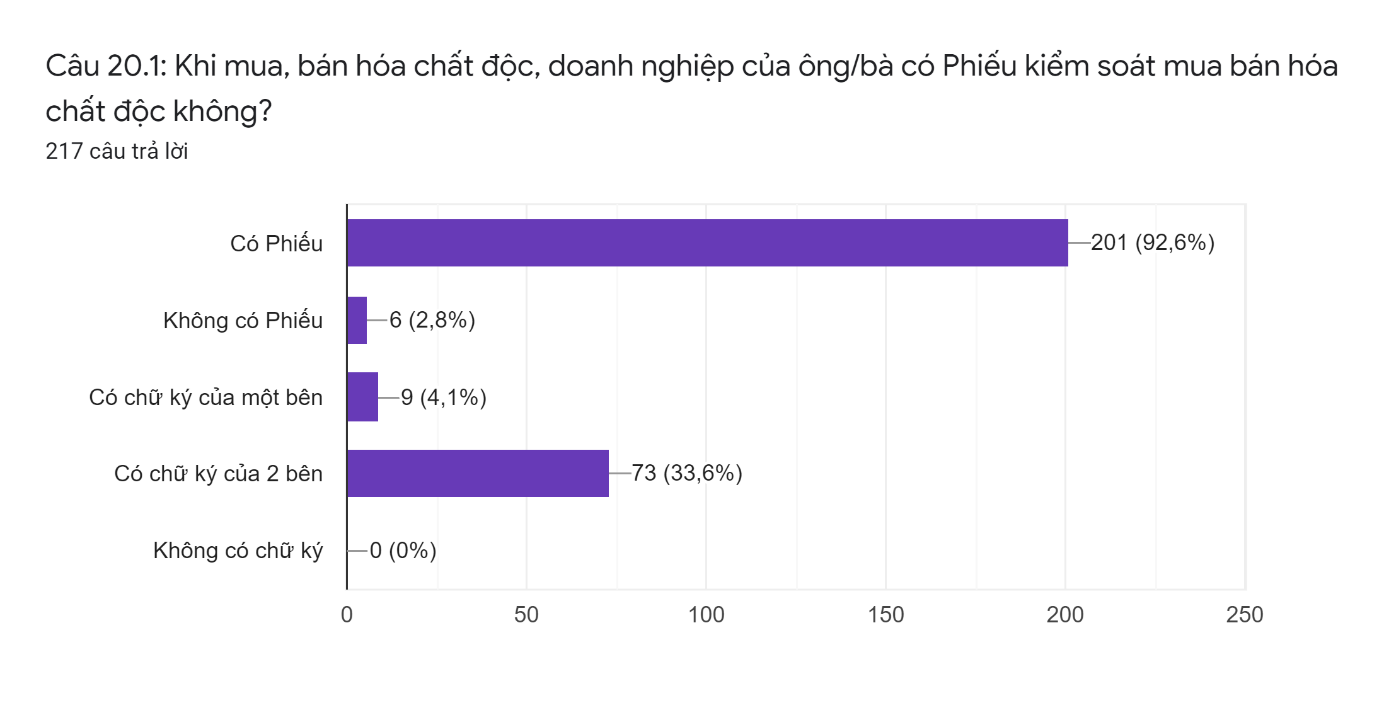 Câu 20.1: Khi mua, bán hóa chất độc, doanh nghiệp của ông/bà có Phiếu kiểm soát mua bán hóa
chất độc không?
217 câu trả lời
Có Phiếu
201 (92,6%)
Không có Phiếu
6 (2,8%)
Có chữ ký của một bên
9 (4,1%)
Có chữ ký của 2 bên
73 (33,6%)
Không có chữ ký
0 (0%)
0 50 100 150 200 250